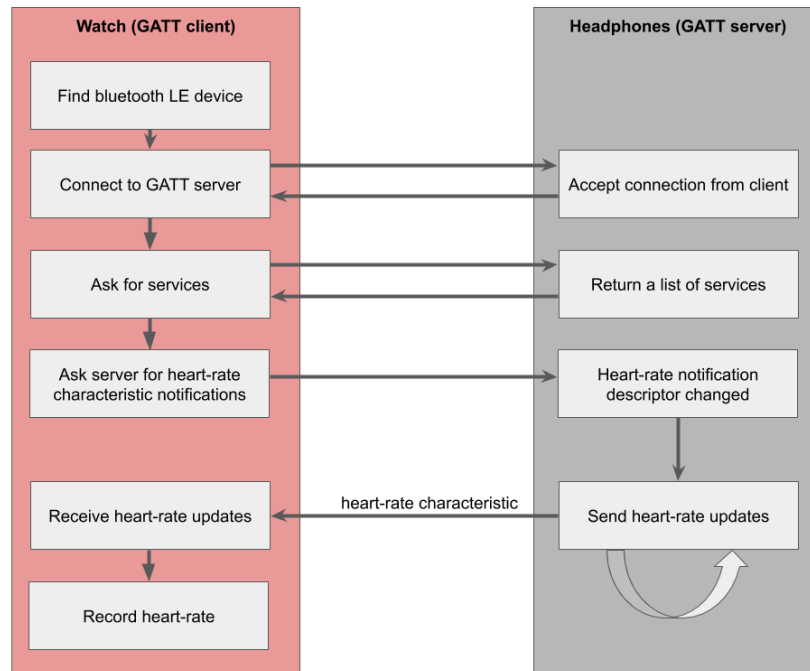 Watch (GATT client)
Headphones (GATT server)
Find bluetooth LE device
Connect to GATT server
Accept connection from client
Ask for services
Return a list of services
Ask server for heart-rate
characteristic notifications
Heart-rate notification
descriptor changed
heart-rate characteristic
Receive heart-rate updates
Send heart-rate updates
Record heart-rate